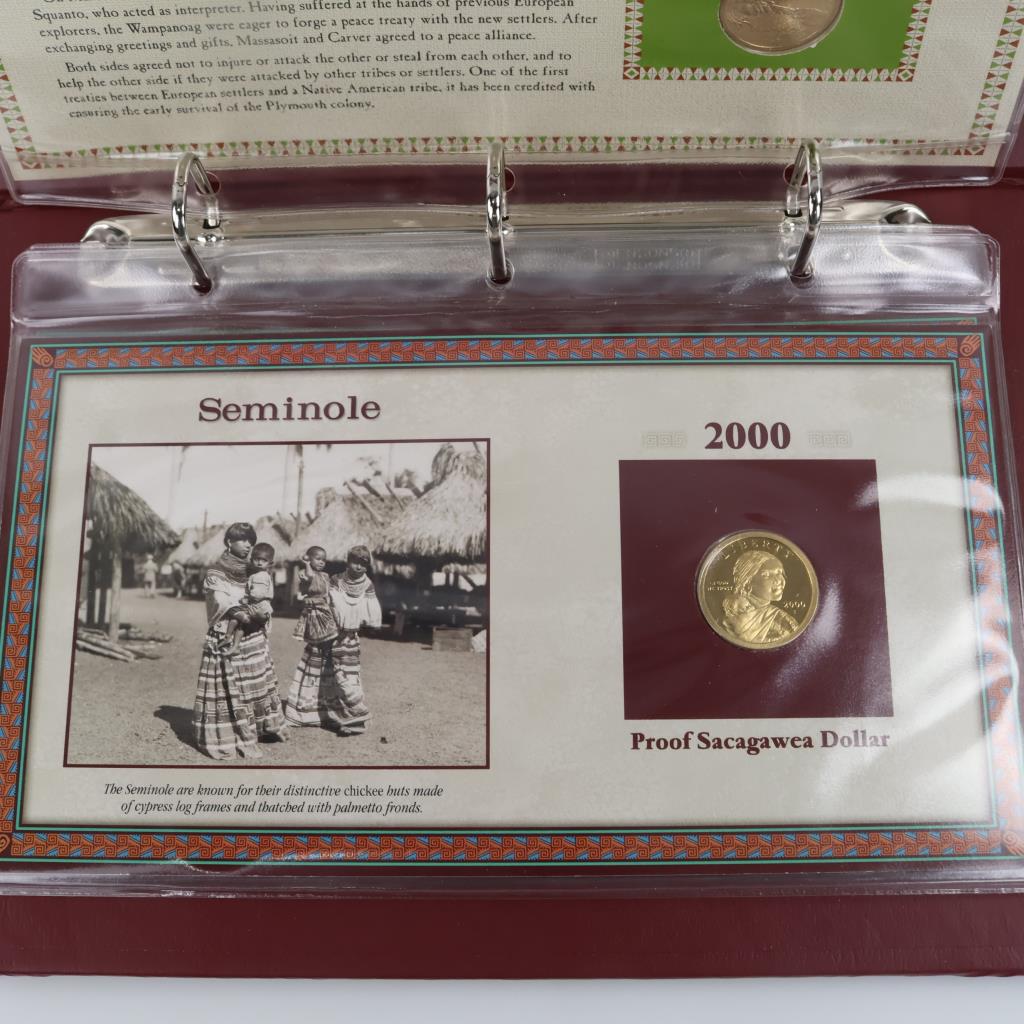 Squanto, who acted as interpreter. Having suffered at the hands of previous European
explorers, the Wampanoag were eager to forge a peace treaty with the new settlers. After
exchanging greetings and gifts, Massasoit and Carver agreed to a peace alliance.
Both sides agreed not to injure or attack the other or steal from each other, and to
help the other side if they were attacked by other tribes or settlers. One of the first
treaties between European settlers and a Native American tribe, it has been credited with
ensuring the early survival of the Plymouth colony.
Seminole
2000
LIBERTY
2000
Proof Sacagawea Dollar
The Seminole are known for their distinctive chickee huts made
of cypress log frames and thatched with palmetto fronds.